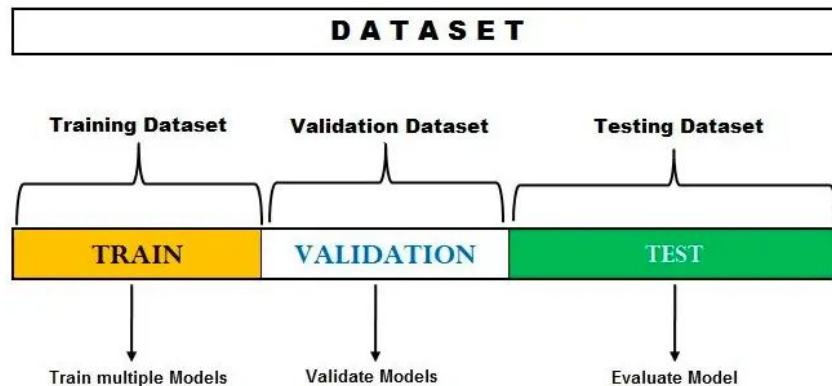 DATASET
Training Dataset Validation Dataset Testing Dataset
TRAIN VALIDATION TEST
Train multiple Models Validate Models Evaluate Model